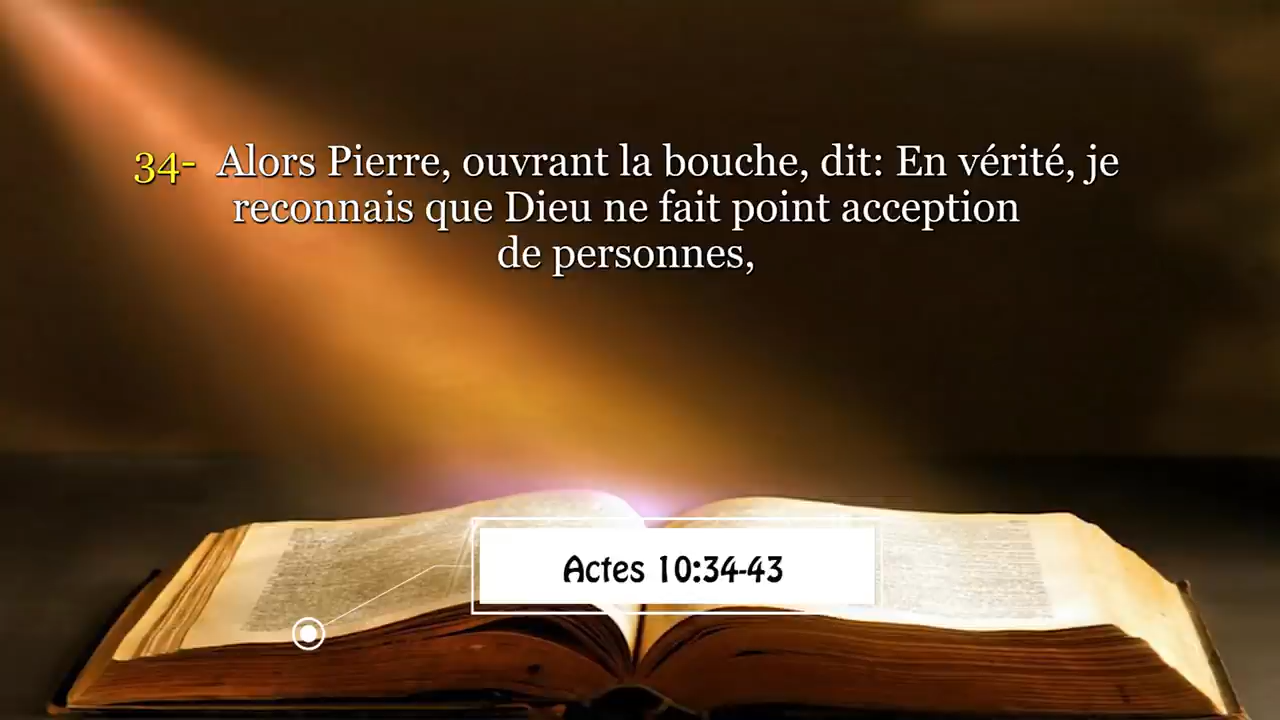 34- Alors Pierre, ouvrant la bouche, dit: En vérité, je
reconnais que Dieu ne fait point acception
de personnes,
Actes 10:34-43